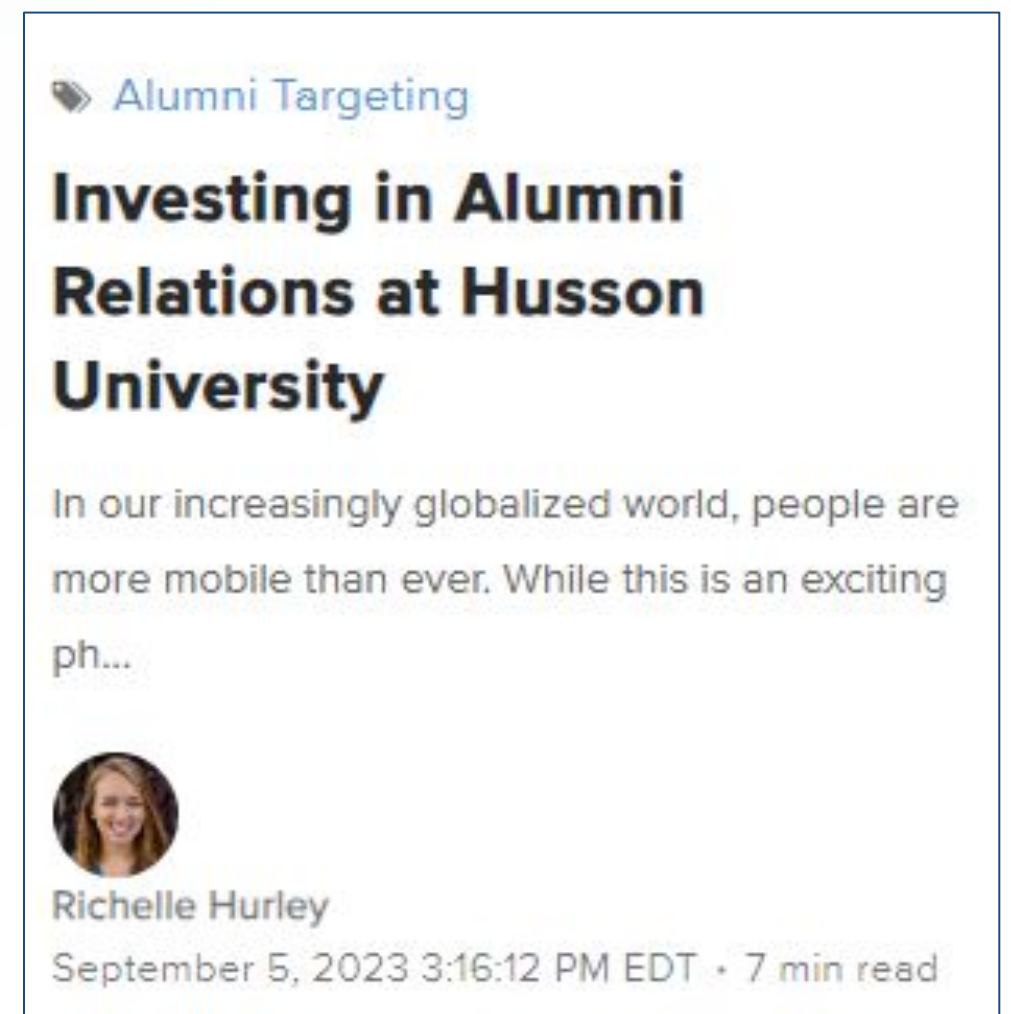 Alumni Targeting
Investing in Alumni
Relations at Husson
University
In our increasingly globalized world, people are
more mobile than ever. While this is an exciting
ph...
Richelle Hurley
September 5, 2023 3:16:12 PM EDT • 7 min read